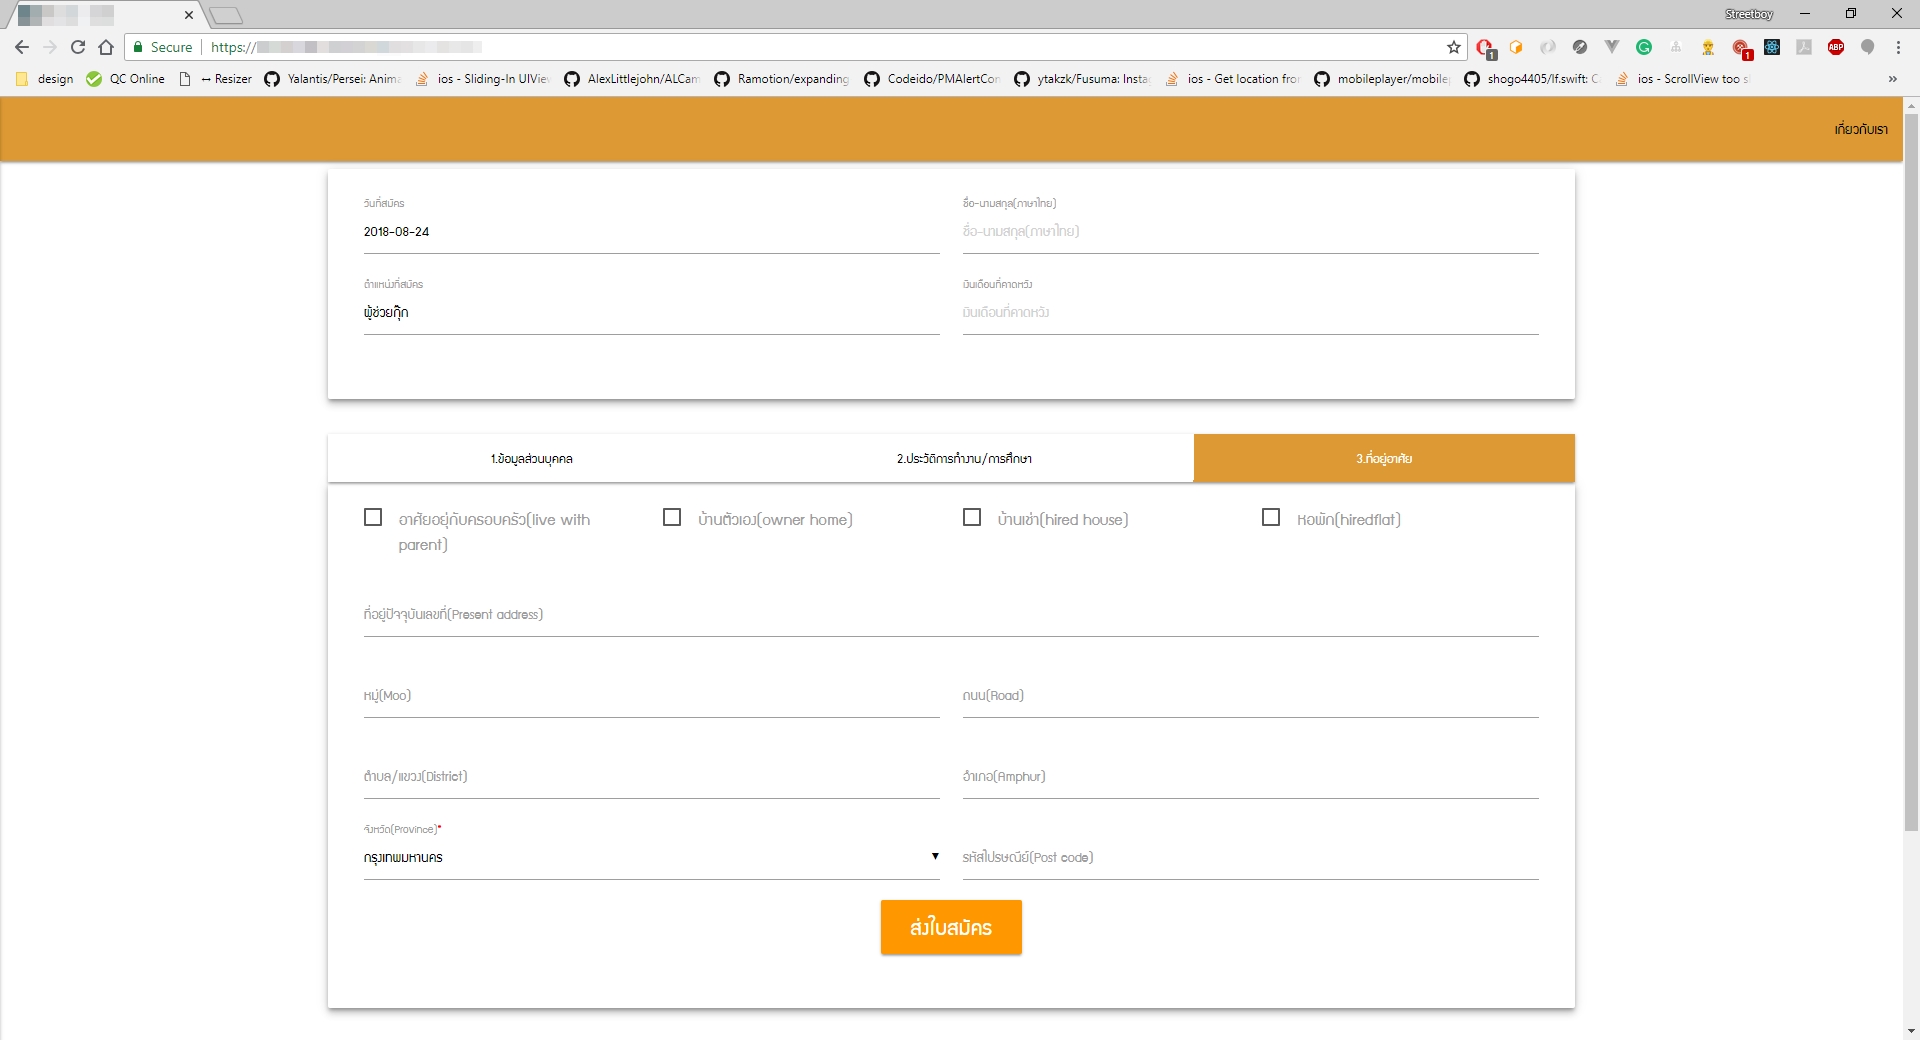 Streetboy
Secure https://
design QC Online ↔ Resizer Yalantis/Persei: Anima ios - Sliding-In UIView AlexLittlejohn/ALCam Ramotion/expanding Codeido/PMAlertCon ytakzk/Fusuma: Insta ios - Get location from mobileplayer/mobilep shogo4405/lf.swift: C ios - ScrollView too s »
เกี่ยวกับเรา
วันที่สมัคร ชื่อ-นามสกุล(ภาษาไทย)
2018-08-24 ชื่อ-นามสกุล(ภาษาไทย)
ตำแหน่งที่สมัคร เงินเดือนที่คาดหวัง
ผู้ช่วยกุ๊ก เงินเดือนที่คาดหวัง
1.ข้อมูลส่วนบุคคล 2.ประวัติการทำงาน/การศึกษา 3.ที่อยู่อาศัย
อาศัยอยู่กับครอบครัว(live with บ้านตัวเอง(owner home) บ้านเช่า(hired house) หอพัก(hiredflat)
parent)
ที่อยู่ปัจจุบันเลขที่(Present address)
หมู่(Moo) ถนน(Road)
ตำบล/แขวง(District) อำเภอ(Amphur)
จังหวัด(Province)*
กรุงเทพมหานคร รหัสไปรษณีย์(Post code)
ส่งใบสมัคร